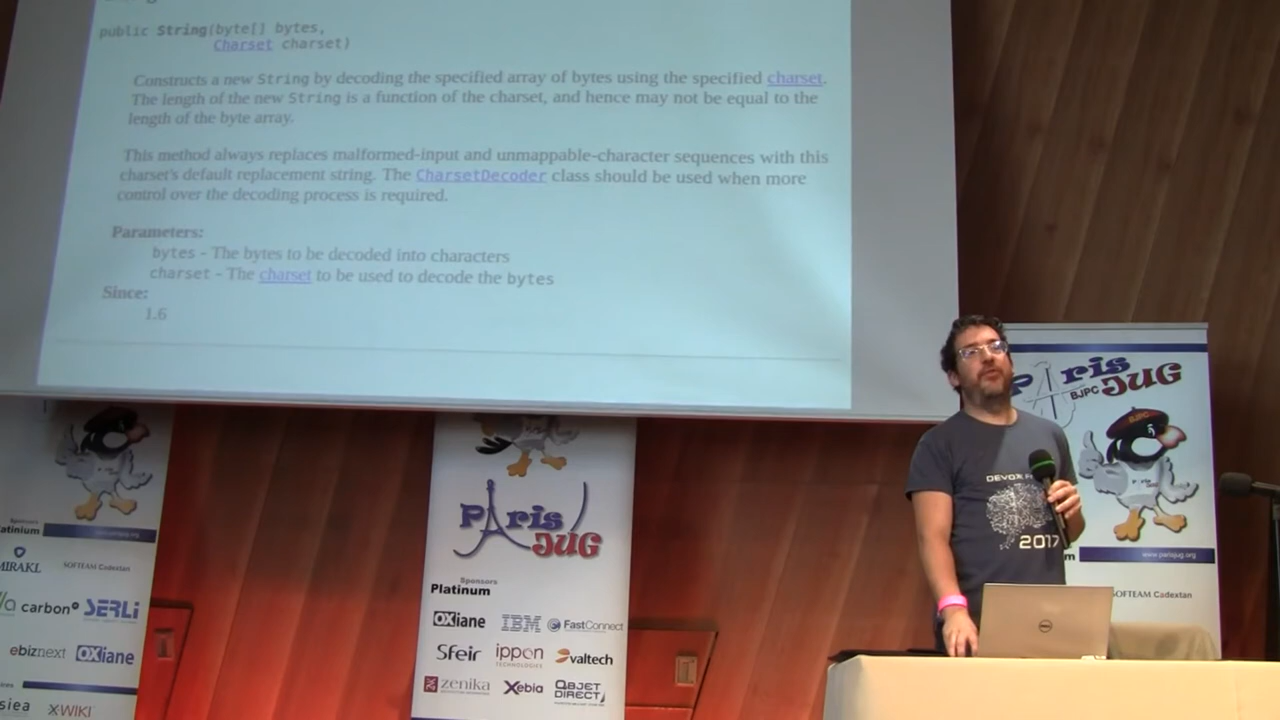 public String(byte[] bytes,
Charset charset)
Constructs a new String by decoding the specified array of bytes using the specified charset.
The length of the new String is a function of the charset, and hence may not be equal to the
length of the byte array.
This method always replaces malformed-input and unmappable-character sequences with this
charset's default replacement string. The CharsetDecoder class should be used when more
control over the decoding process is required.
Parameters:
bytes - The bytes to be decoded into characters
charset - The charset to be used to decode the bytes
Since:
1.6
Paris
BJPC JUG
BJPC
DEVOXX
2017
www.parisjug.org
SOFTEAM Cadextan
DELL
Paris
JUG
Sponsors
Platinum
OXiane
IBM
FastConnect
Sfeir
ippon
TECHNOLOGIES
valtech
zenika
Xebia
OBJET
DIRECT
Sponsors
atinium
MIRAKL
SOFTEAM Cadextan
carbon
SERLI
ebiznext
OXiane
siea
X-WIKI